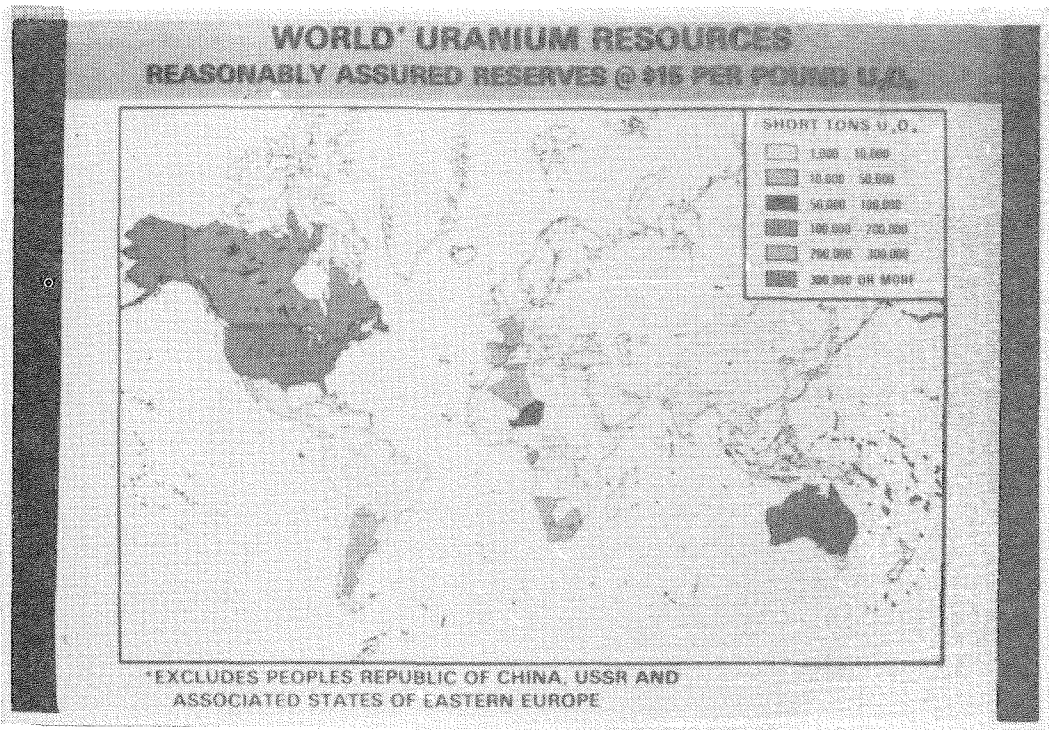 WORLD* URANIUM RESOURCES
REASONABLY ASSURED RESERVES @ $15 PER POUND U₃O₈
SHORT TONS U₃O₈
1,000 10,000
10,000 50,000
50,000 100,000
100,000 200,000
200,000 300,000
300,000 OR MORE
*EXCLUDES PEOPLES REPUBLIC OF CHINA, USSR AND
ASSOCIATED STATES OF EASTERN EUROPE